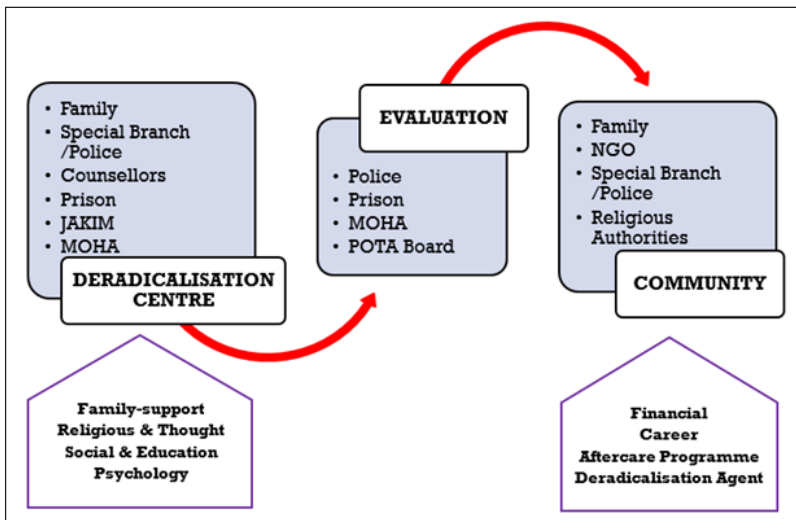 • Family
• Special Branch
/Police
• Counsellors
• Prison
• JAKIM
• MOHA
DERADICALISATION
CENTRE
EVALUATION
• Police
• Prison
• MOHA
• POTA Board
• Family
• NGO
• Special Branch
/Police
• Religious
Authorities
COMMUNITY
Family-support
Religious & Thought
Social & Education
Psychology
Financial
Career
Aftercare Programme
Deradicalisation Agent